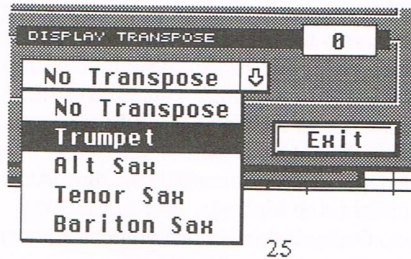 DISPLAY TRANSPOSE
0
No Transpose
No Transpose
Trumpet
Exit
Alt Sax
Tenor Sax
Bariton Sax
25